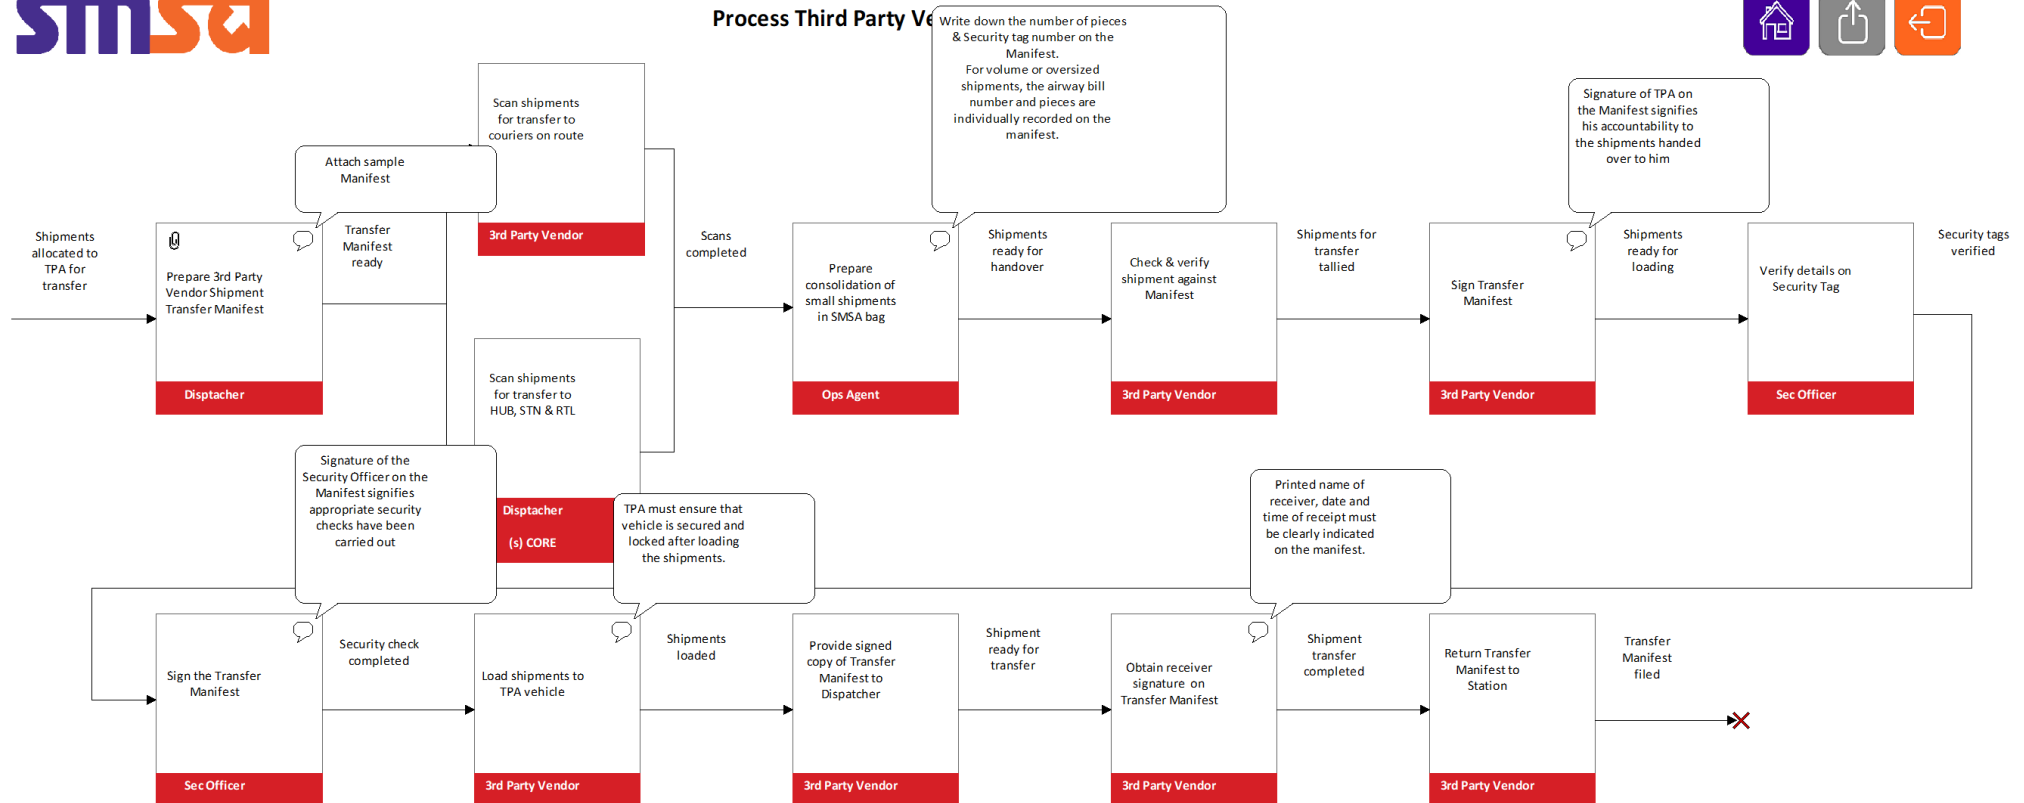 smsa
Process Third Party Ve
Write down the number of pieces
& Security tag number on the
Manifest.
For volume or oversized
shipments, the airway bill
number and pieces are
individually recorded on the
manifest.
Scan shipments
for transfer to
couriers on route
3rd Party Vendor
Attach sample
Manifest
Signature of TPA on
the Manifest signifies
his accountability to
the shipments handed
over to him
Shipments
allocated to
TPA for
transfer
Prepare 3rd Party
Vendor Shipment
Transfer Manifest
Disptacher
Transfer
Manifest
ready
Scan shipments
for transfer to
HUB, STN & RTL
Disptacher
(s) CORE
Scans
completed
Prepare
consolidation of
small shipments
in SMSA bag
Ops Agent
Shipments
ready for
handover
Check & verify
shipment against
Manifest
3rd Party Vendor
Shipments for
transfer
tallied
Sign Transfer
Manifest
3rd Party Vendor
Shipments
ready for
loading
Verify details on
Security Tag
Sec Officer
Security tags
verified
Signature of the
Security Officer on the
Manifest signifies
appropriate security
checks have been
carried out
TPA must ensure that
vehicle is secured and
locked after loading
the shipments.
Printed name of
receiver, date and
time of receipt must
be clearly indicated
on the manifest.
Sign the Transfer
Manifest
Sec Officer
Security check
completed
Load shipments to
TPA vehicle
3rd Party Vendor
Shipments
loaded
Provide signed
copy of Transfer
Manifest to
Dispatcher
3rd Party Vendor
Shipment
ready for
transfer
Obtain receiver
signature on
Transfer Manifest
3rd Party Vendor
Shipment
transfer
completed
Return Transfer
Manifest to
Station
3rd Party Vendor
Transfer
Manifest
filed